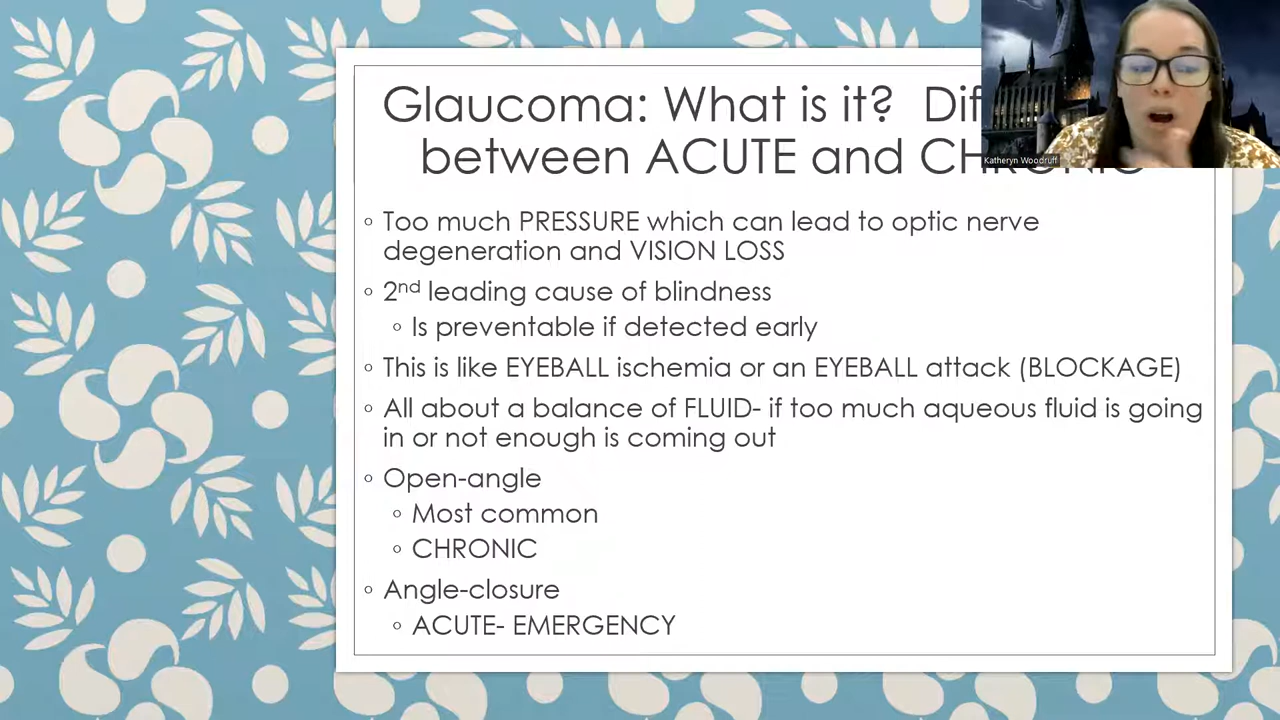 Glaucoma: What is it? Dif
between ACUTE and CHRONIC
Katheryn Woodruff
◦ Too much PRESSURE which can lead to optic nerve
degeneration and VISION LOSS
◦ 2nd leading cause of blindness
◦ Is preventable if detected early
◦ This is like EYEBALL ischemia or an EYEBALL attack (BLOCKAGE)
◦ All about a balance of FLUID- if too much aqueous fluid is going
in or not enough is coming out
◦ Open-angle
◦ Most common
◦ CHRONIC
◦ Angle-closure
◦ ACUTE- EMERGENCY